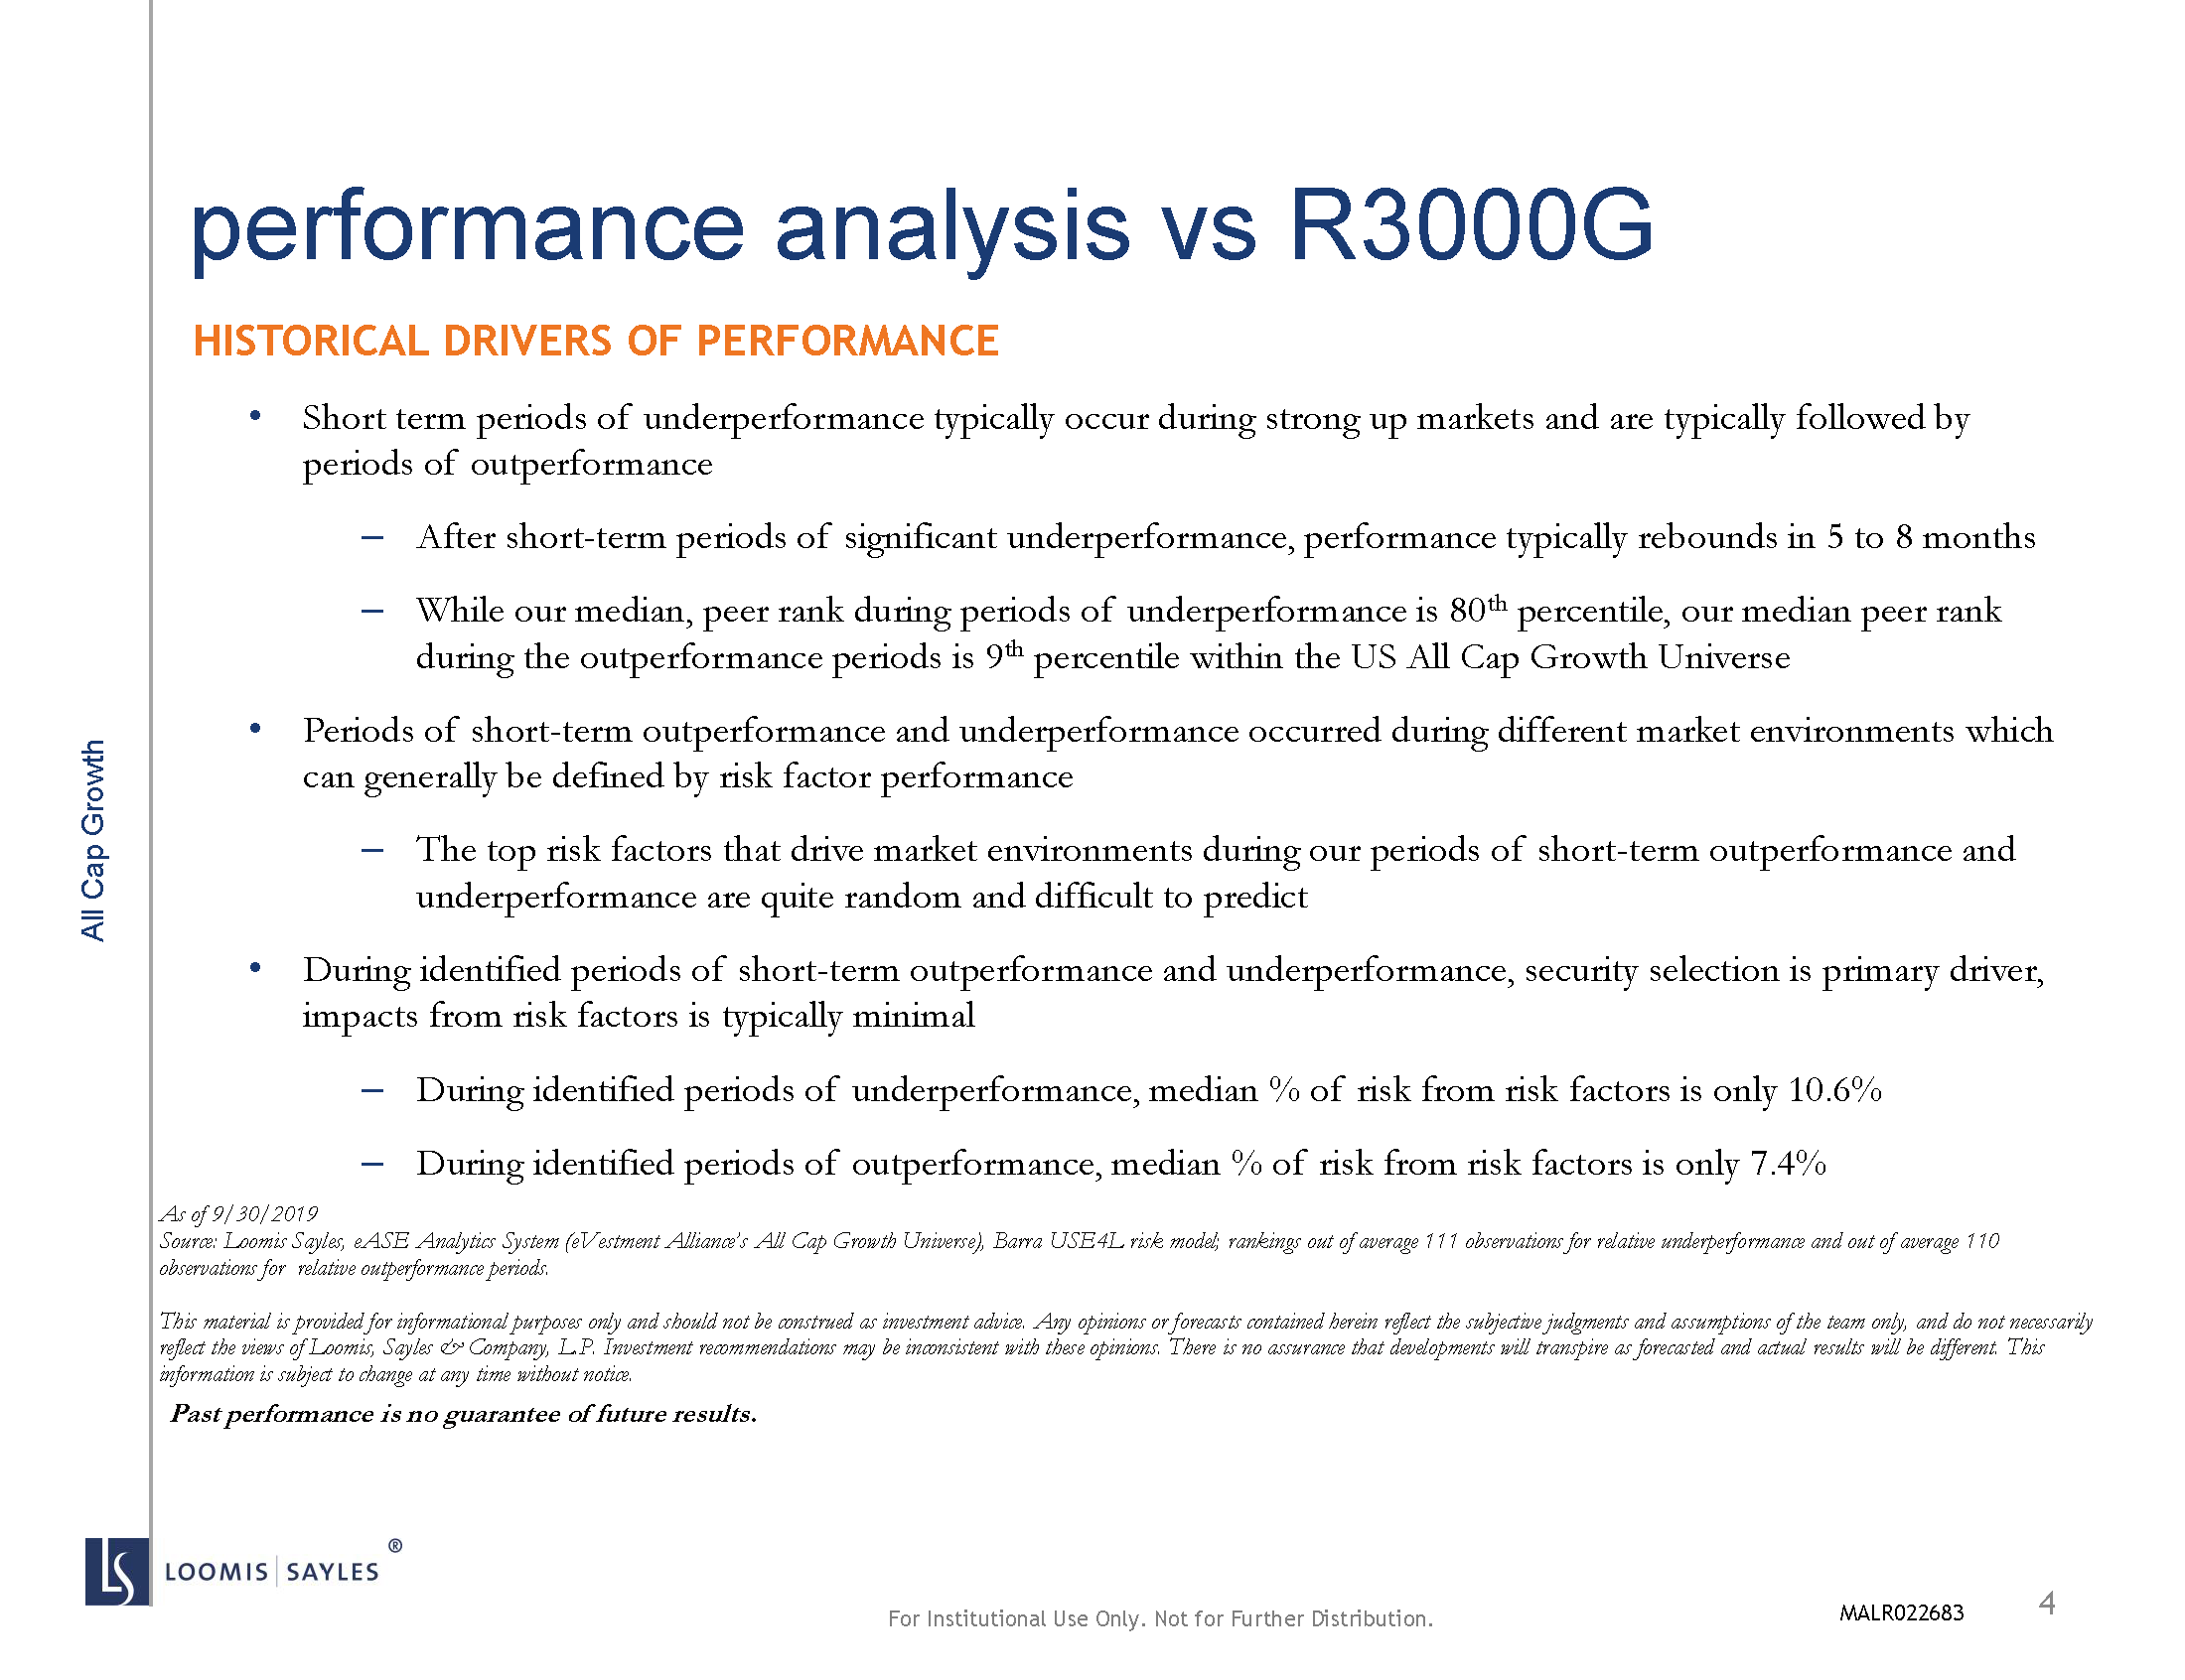 performance analysis vs R3000G
HISTORICAL DRIVERS OF PERFORMANCE
• Short term periods of underperformance typically occur during strong up markets and are typically followed by
periods of outperformance
– After short-term periods of significant underperformance, performance typically rebounds in 5 to 8 months
– While our median, peer rank during periods of underperformance is 80th percentile, our median peer rank
during the outperformance periods is 9th percentile within the US All Cap Growth Universe
• Periods of short-term outperformance and underperformance occurred during different market environments which
can generally be defined by risk factor performance
– The top risk factors that drive market environments during our periods of short-term outperformance and
underperformance are quite random and difficult to predict
• During identified periods of short-term outperformance and underperformance, security selection is primary driver,
impacts from risk factors is typically minimal
– During identified periods of underperformance, median % of risk from risk factors is only 10.6%
– During identified periods of outperformance, median % of risk from risk factors is only 7.4%
All Cap Growth
As of 9/30/2019
Source: Loomis Sayles, eASE Analytics System (eVestment Alliance's All Cap Growth Universe), Barra USE4L risk model; rankings out of average 111 observations for relative underperformance and out of average 110
observations for relative outperformance periods.
This material is provided for informational purposes only and should not be construed as investment advice. Any opinions or forecasts contained herein reflect the subjective judgments and assumptions of the team only, and do not necessarily
reflect the views of Loomis, Sayles & Company, L.P. Investment recommendations may be inconsistent with these opinions. There is no assurance that developments will transpire as forecasted and actual results will be different. This
information is subject to change at any time without notice.
Past performance is no guarantee of future results.
LS LOOMIS | SAYLES ®
For Institutional Use Only. Not for Further Distribution.
MALR022683
4